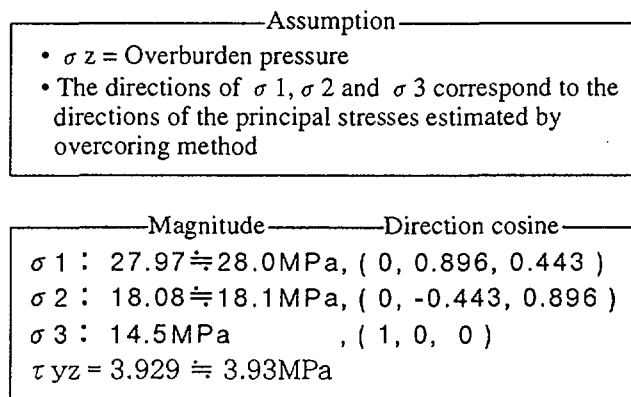 Assumption
• σ z = Overburden pressure
• The directions of σ 1, σ 2 and σ 3 correspond to the
directions of the principal stresses estimated by
overcoring method
Magnitude Direction cosine
σ 1 : 27.97≒28.0MPa, ( 0, 0.896, 0.443 )
σ 2 : 18.08≒18.1MPa, ( 0, -0.443, 0.896 )
σ 3 : 14.5MPa , ( 1, 0, 0 )
τ yz = 3.929 ≒ 3.93MPa